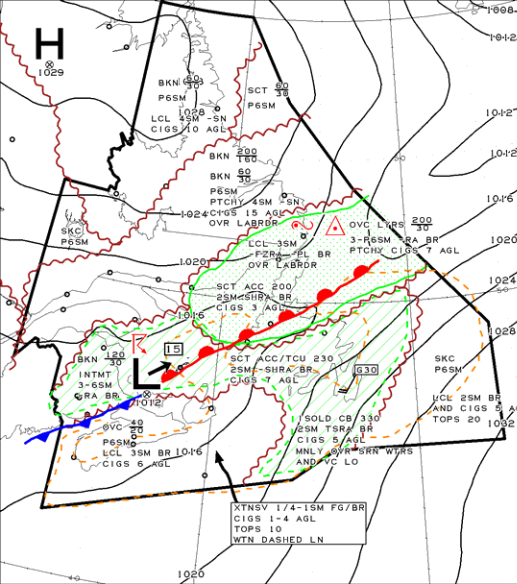 1008
H
1029
1012
BKN 60/30
P6SM
1028
LCL 4SM -SN
CIGS 10 AGL
SCT 60/30
P6SM
1012
BKN 200/160
BKN 60/30
P6SM
PTCHY 4SM -SN
CIGS 15 AGL
OVR LABRDR
1012
1016
1024
SKC
P6SM
OVC LYRS 200/30
3-P6SM -RA BR
PTCHY CIGS 7 AGL
1020
LCL 3SM
-FZRA -PL BR
OVR LABRDR
1024
SCT ACC 200
2SM -SHRA BR
CIGS 3 AGL
1016
1028
BKN 120/30
INTMT
3-6SM
-RA BR
15
L
1012
SCT ACC/TCU 230
2SM -SHRA BR
CIGS 7 AGL
G30
SKC
P6SM
LCL 2SM BR
AND CIGS 5 A
TOPS 20
1032
OVC 40/20
P6SM
LCL 3SM BR
CIGS 6 AGL
1016
ISOLD CB 330
2SM TSRA BR
CIGS 5 AGL
MNLY OVR SRN WTRS
AND VC LO
XTNSV 1/4-1SM FG/BR
CIGS 1-4 AGL
TOPS 10
WTN DASHED LN
1020